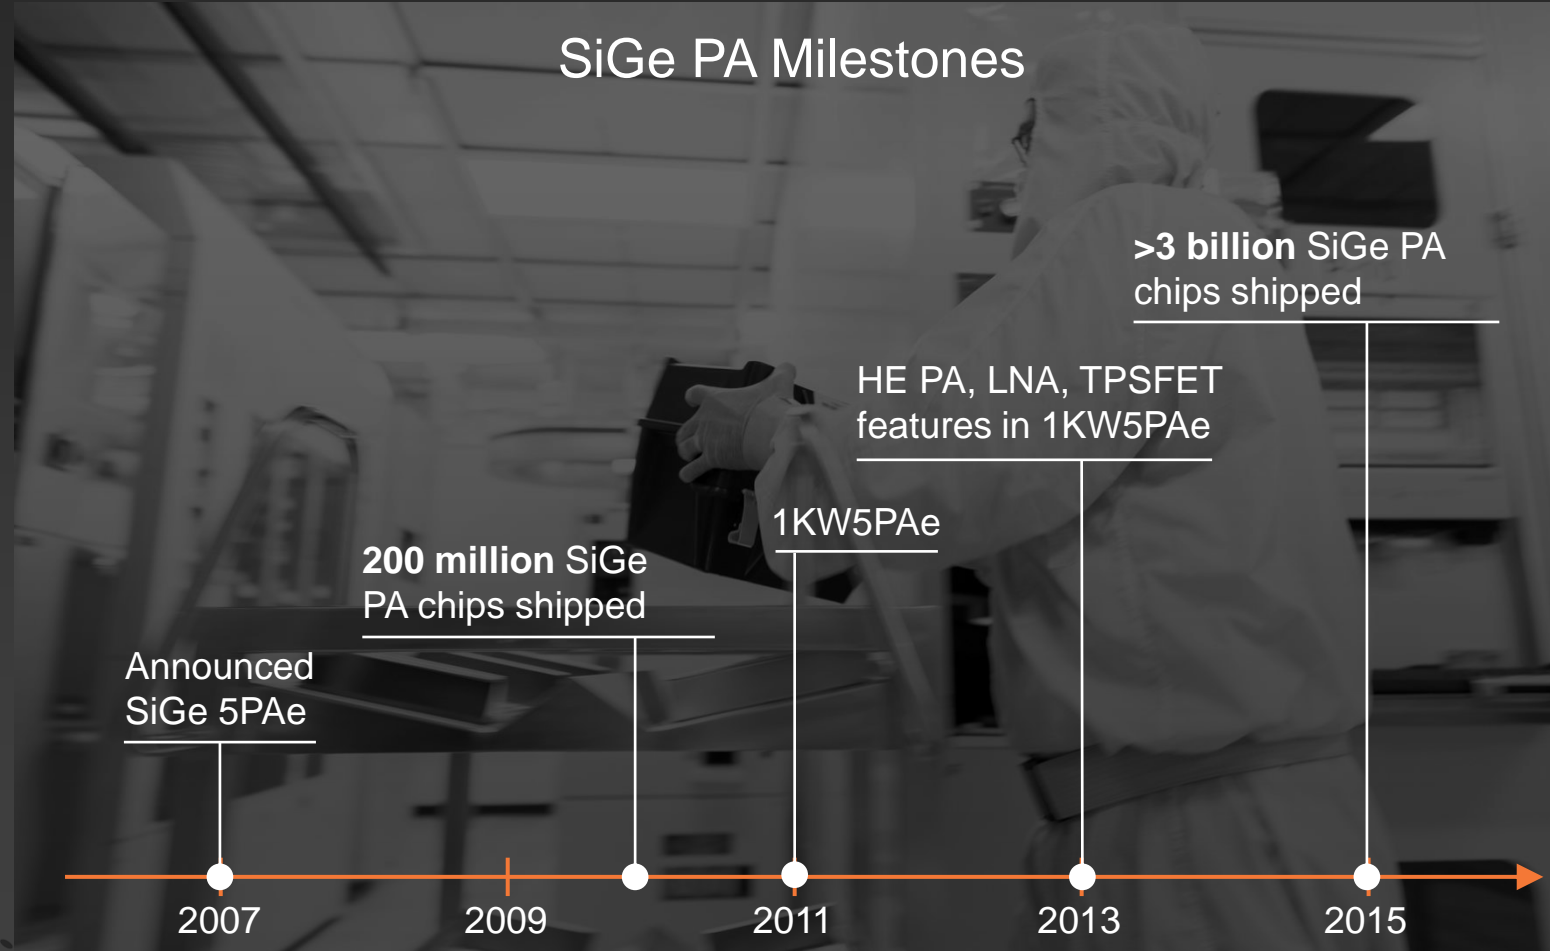 SiGe PA Milestones
>3 billion SiGe PA
chips shipped
HE PA, LNA, TPSFET
features in 1KW5PAe
1KW5PAe
200 million SiGe
PA chips shipped
Announced
SiGe 5PAe
2007
2009
2011
2013
2015